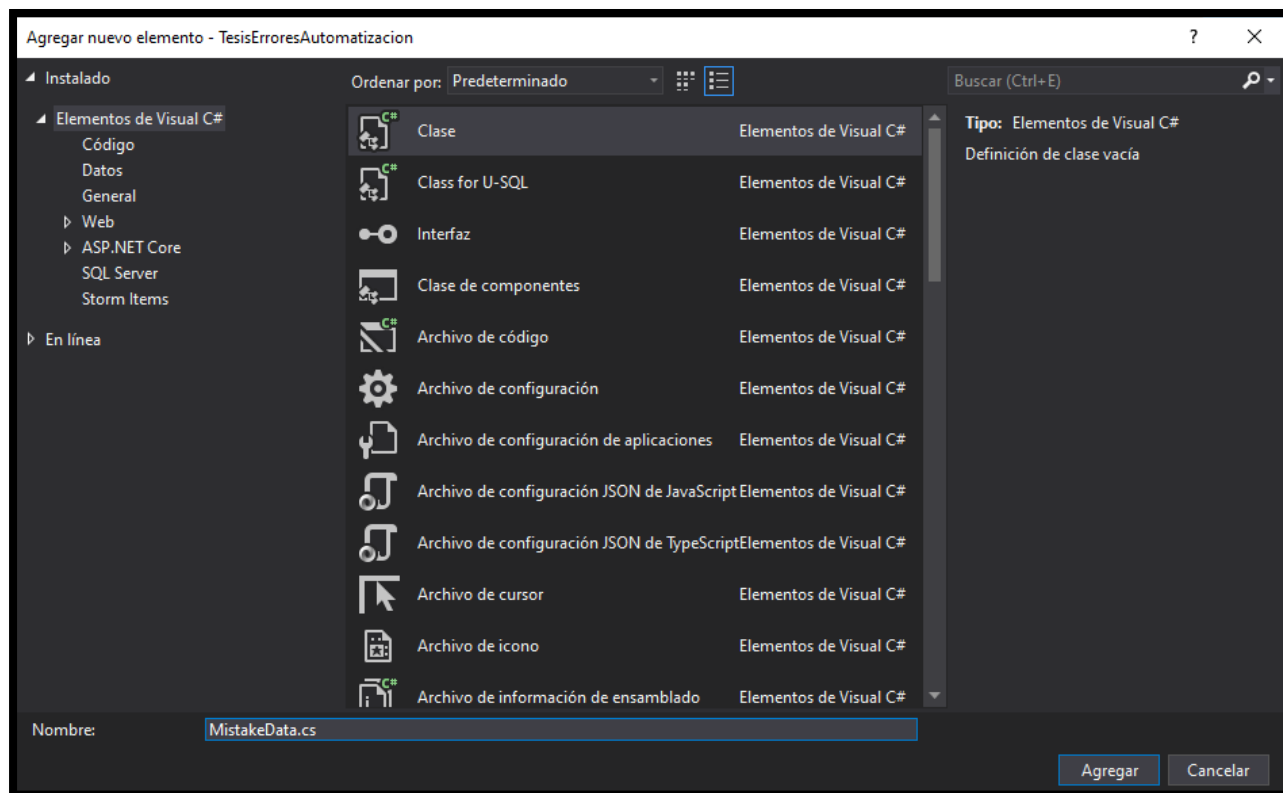 Agregar nuevo elemento - TesisErroresAutomatizacion
?
Instalado
Elementos de Visual C#
Código
Datos
General
Web
ASP.NET Core
SQL Server
Storm Items
En línea
Ordenar por: Predeterminado
C# Clase Elementos de Visual C#
C# Class for U-SQL Elementos de Visual C#
Interfaz Elementos de Visual C#
Clase de componentes Elementos de Visual C#
C# Archivo de código Elementos de Visual C#
Archivo de configuración Elementos de Visual C#
Archivo de configuración de aplicaciones Elementos de Visual C#
Archivo de configuración JSON de JavaScript Elementos de Visual C#
Archivo de configuración JSON de TypeScript Elementos de Visual C#
Archivo de cursor Elementos de Visual C#
Archivo de icono Elementos de Visual C#
C# Archivo de información de ensamblado Elementos de Visual C#
Buscar (Ctrl+E)
Tipo: Elementos de Visual C#
Definición de clase vacía
Nombre: MistakeData.cs
Agregar Cancelar